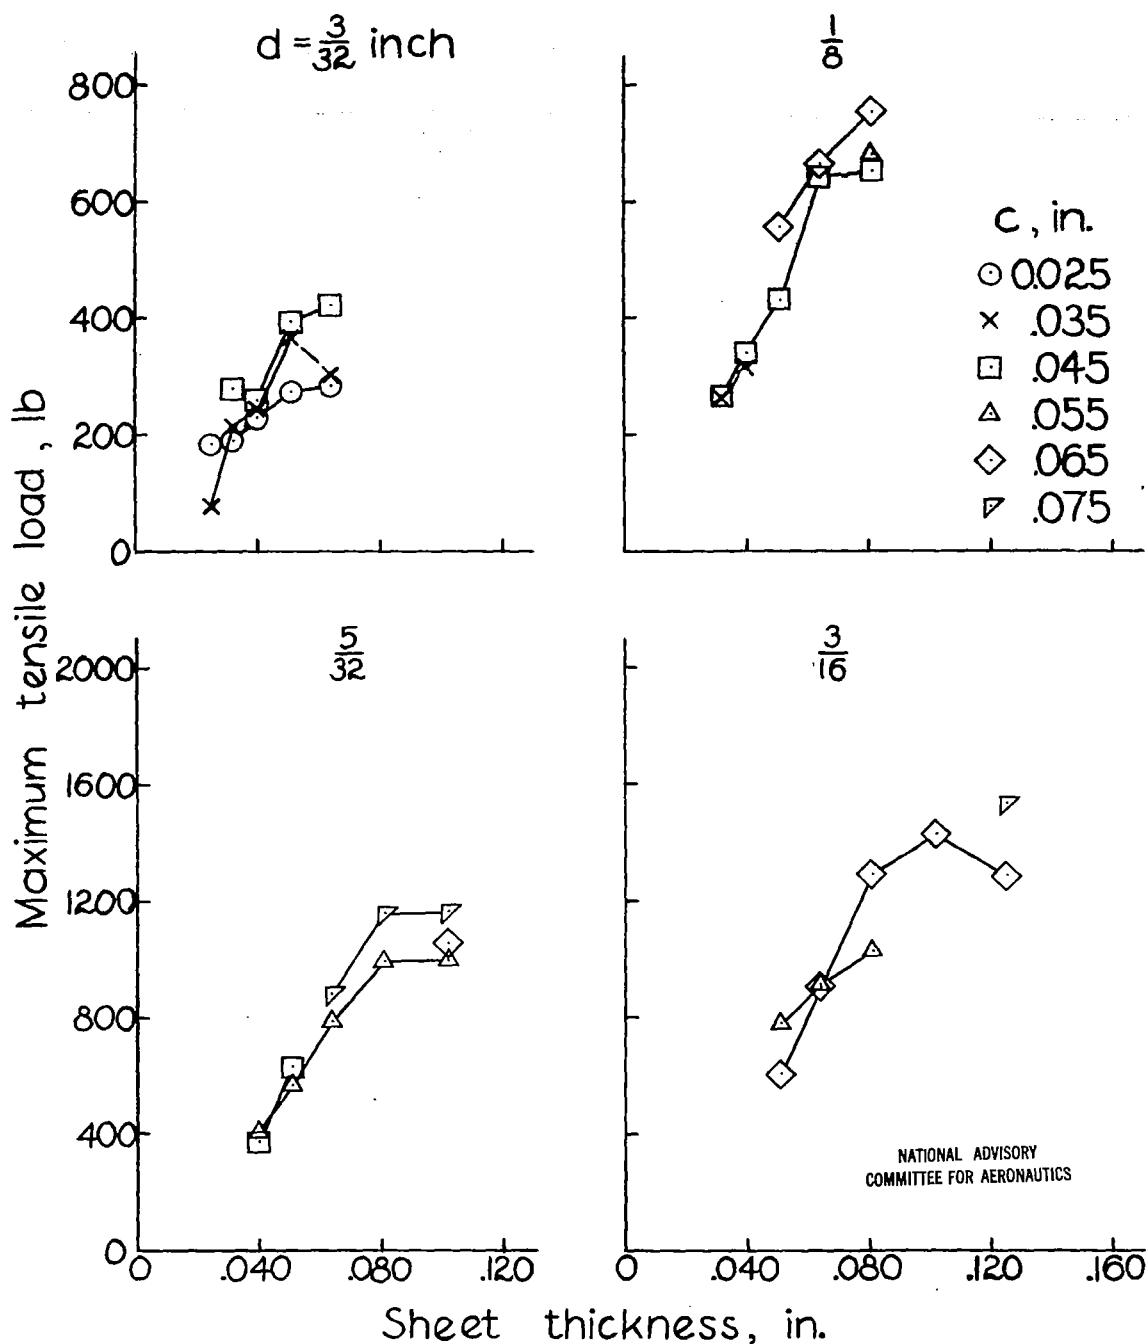 d = 3/32 inch
1/8
800
600
400
200
0
c, in.
0.025
.035
.045
.055
.065
.075
Maximum tensile load, lb
5/32
3/16
2000
1600
1200
800
400
0
NATIONAL ADVISORY
COMMITTEE FOR AERONAUTICS
0 .040 .080 .120
0 .040 .080 .120 .160
Sheet thickness, in.